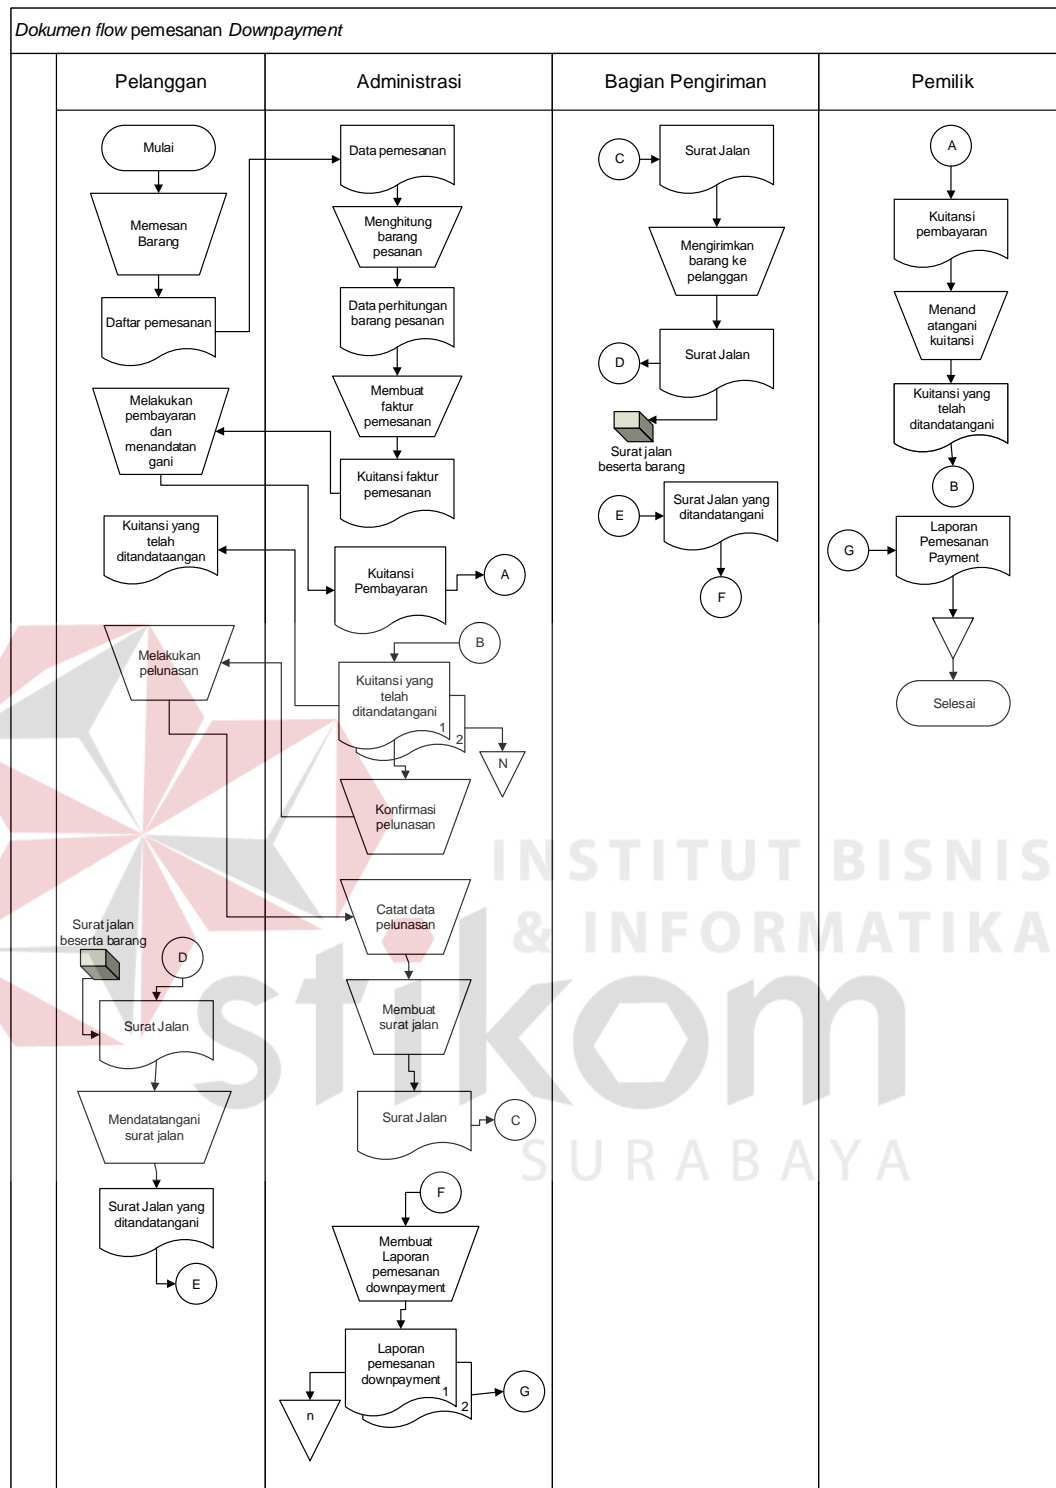 Dokumen flow pemesanan Downpayment
Pelanggan
Administrasi
Bagian Pengiriman
Pemilik
Mulai
Memesan
Barang
Daftar pemesanan
Melakukan
pembayaran
dan
menandatan
gani
Kuitansi yang
telah
ditandataangan
Melakukan
pelunasan
Surat jalan
beserta barang
D
Surat Jalan
Mendatatangani
surat jalan
Surat Jalan yang
ditandatangani
E
Data pemesanan
Menghitung
barang
pesanan
Data perhitungan
barang pesanan
Membuat
faktur
pemesanan
Kuitansi faktur
pemesanan
Kuitansi
Pembayaran
A
B
Kuitansi yang
telah
ditandatangani
1
2
N
Konfirmasi
pelunasan
Catat data
pelunasan
Membuat
surat jalan
Surat Jalan
C
F
Membuat
Laporan
pemesanan
downpayment
Laporan
pemesanan
downpayment
1
2
n
G
C
Surat Jalan
Mengirimkan
barang ke
pelanggan
D
Surat Jalan
Surat jalan
beserta barang
E
Surat Jalan yang
ditandatangani
F
A
Kuitansi
pembayaran
Menand
atangani
kuitansi
Kuitansi yang
telah
ditandatangani
B
G
Laporan
Pemesanan
Payment
Selesai
INSTITUT BISNIS
& INFORMATIKA
stikom
SURABAYA